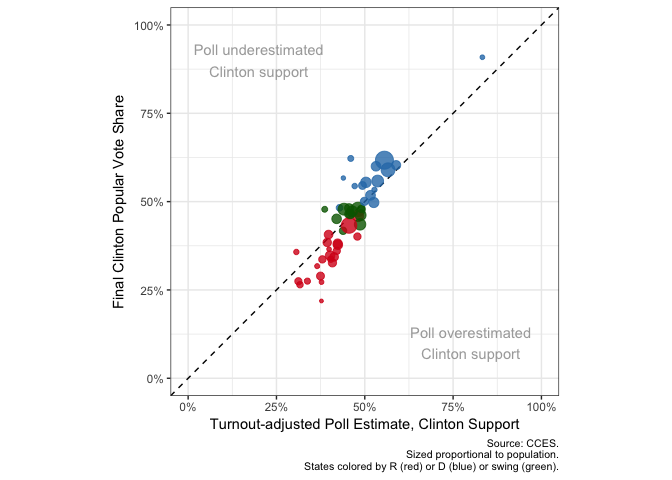 100%
75%
50%
25%
0%
Final Clinton Popular Vote Share
Poll underestimated
Clinton support
Poll overestimated
Clinton support
0%
25%
50%
75%
100%
Turnout-adjusted Poll Estimate, Clinton Support
Source: CCES.
Sized proportional to population.
States colored by R (red) or D (blue) or swing (green).